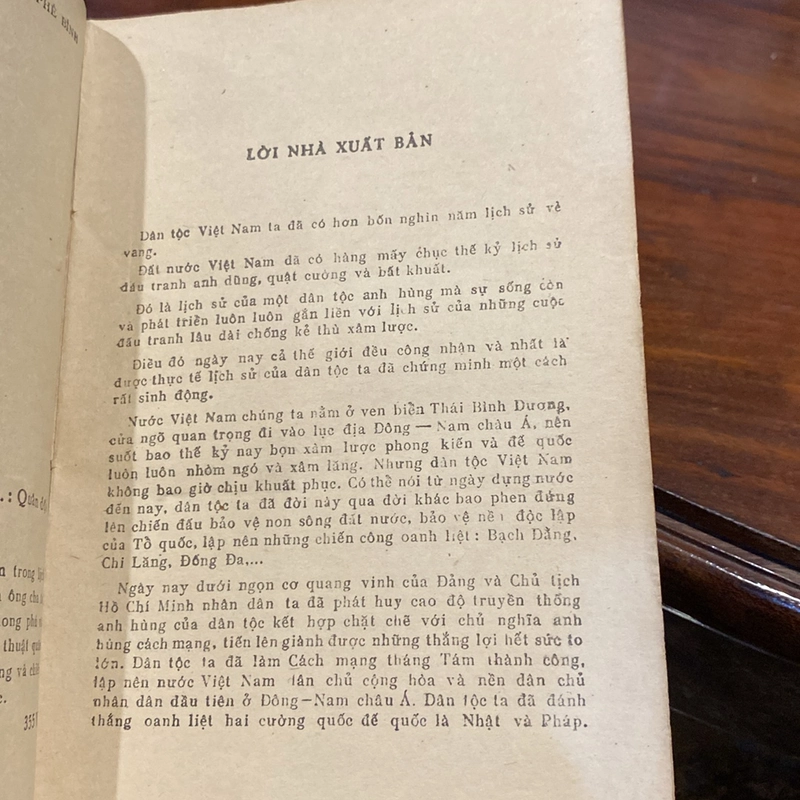 LỜI NHÀ XUẤT BẢN
Dân tộc Việt Nam ta đã có hơn bốn nghìn năm lịch sử vẻ
vang.
Đất nước Việt Nam đã có hàng mấy chục thế kỷ lịch sử
đấu tranh anh dũng, quật cường và bất khuất.
Đó là lịch sử của một dân tộc anh hùng mà sự sống còn
và phát triển luôn luôn gắn liền với lịch sử của những cuộc
đấu tranh lâu dài chống kẻ thù xâm lược.
Điều đó ngày nay cả thế giới đều công nhận và nhất là
được thực tế lịch sử của dân tộc ta đã chứng minh một cách
rất sinh động.
Nước Việt Nam chúng ta nằm ở ven biển Thái Bình Dương,
cửa ngõ quan trọng đi vào lục địa Đông — Nam châu Á, nên
suốt bao thế kỷ nay bọn xâm lược phong kiến và đế quốc
luôn luôn nhòm ngó và xâm lăng. Nhưng dân tộc Việt Nam
không bao giờ chịu khuất phục. Có thể nói từ ngày dựng nước
đến nay, dân tộc ta đã đời này qua đời khác bao phen đứng
lên chiến đấu bảo vệ non sông đất nước, bảo vệ nền độc lập
của Tổ quốc, lập nên những chiến công oanh liệt : Bạch Đằng,
Chi Lăng, Đống Đa,...
Ngày nay dưới ngọn cờ quang vinh của Đảng và Chủ tịch
Hồ Chí Minh nhân dân ta đã phát huy cao độ truyền thống
anh hùng của dân tộc kết hợp chặt chẽ với chủ nghĩa anh
hùng cách mạng, tiến lên giành được những thắng lợi hết sức to
lớn. Dân tộc ta đã làm Cách mạng tháng Tám thành công,
lập nên nước Việt Nam dân chủ cộng hòa và nền dân chủ
nhân dân đầu tiên ở Đông—Nam châu Á. Dân tộc ta đã đánh
thắng oanh liệt hai cường quốc đế quốc là Nhật và Pháp.
.: Quân đ
trong
ông cho
ong phá
thuật quâ
ng và chi
355